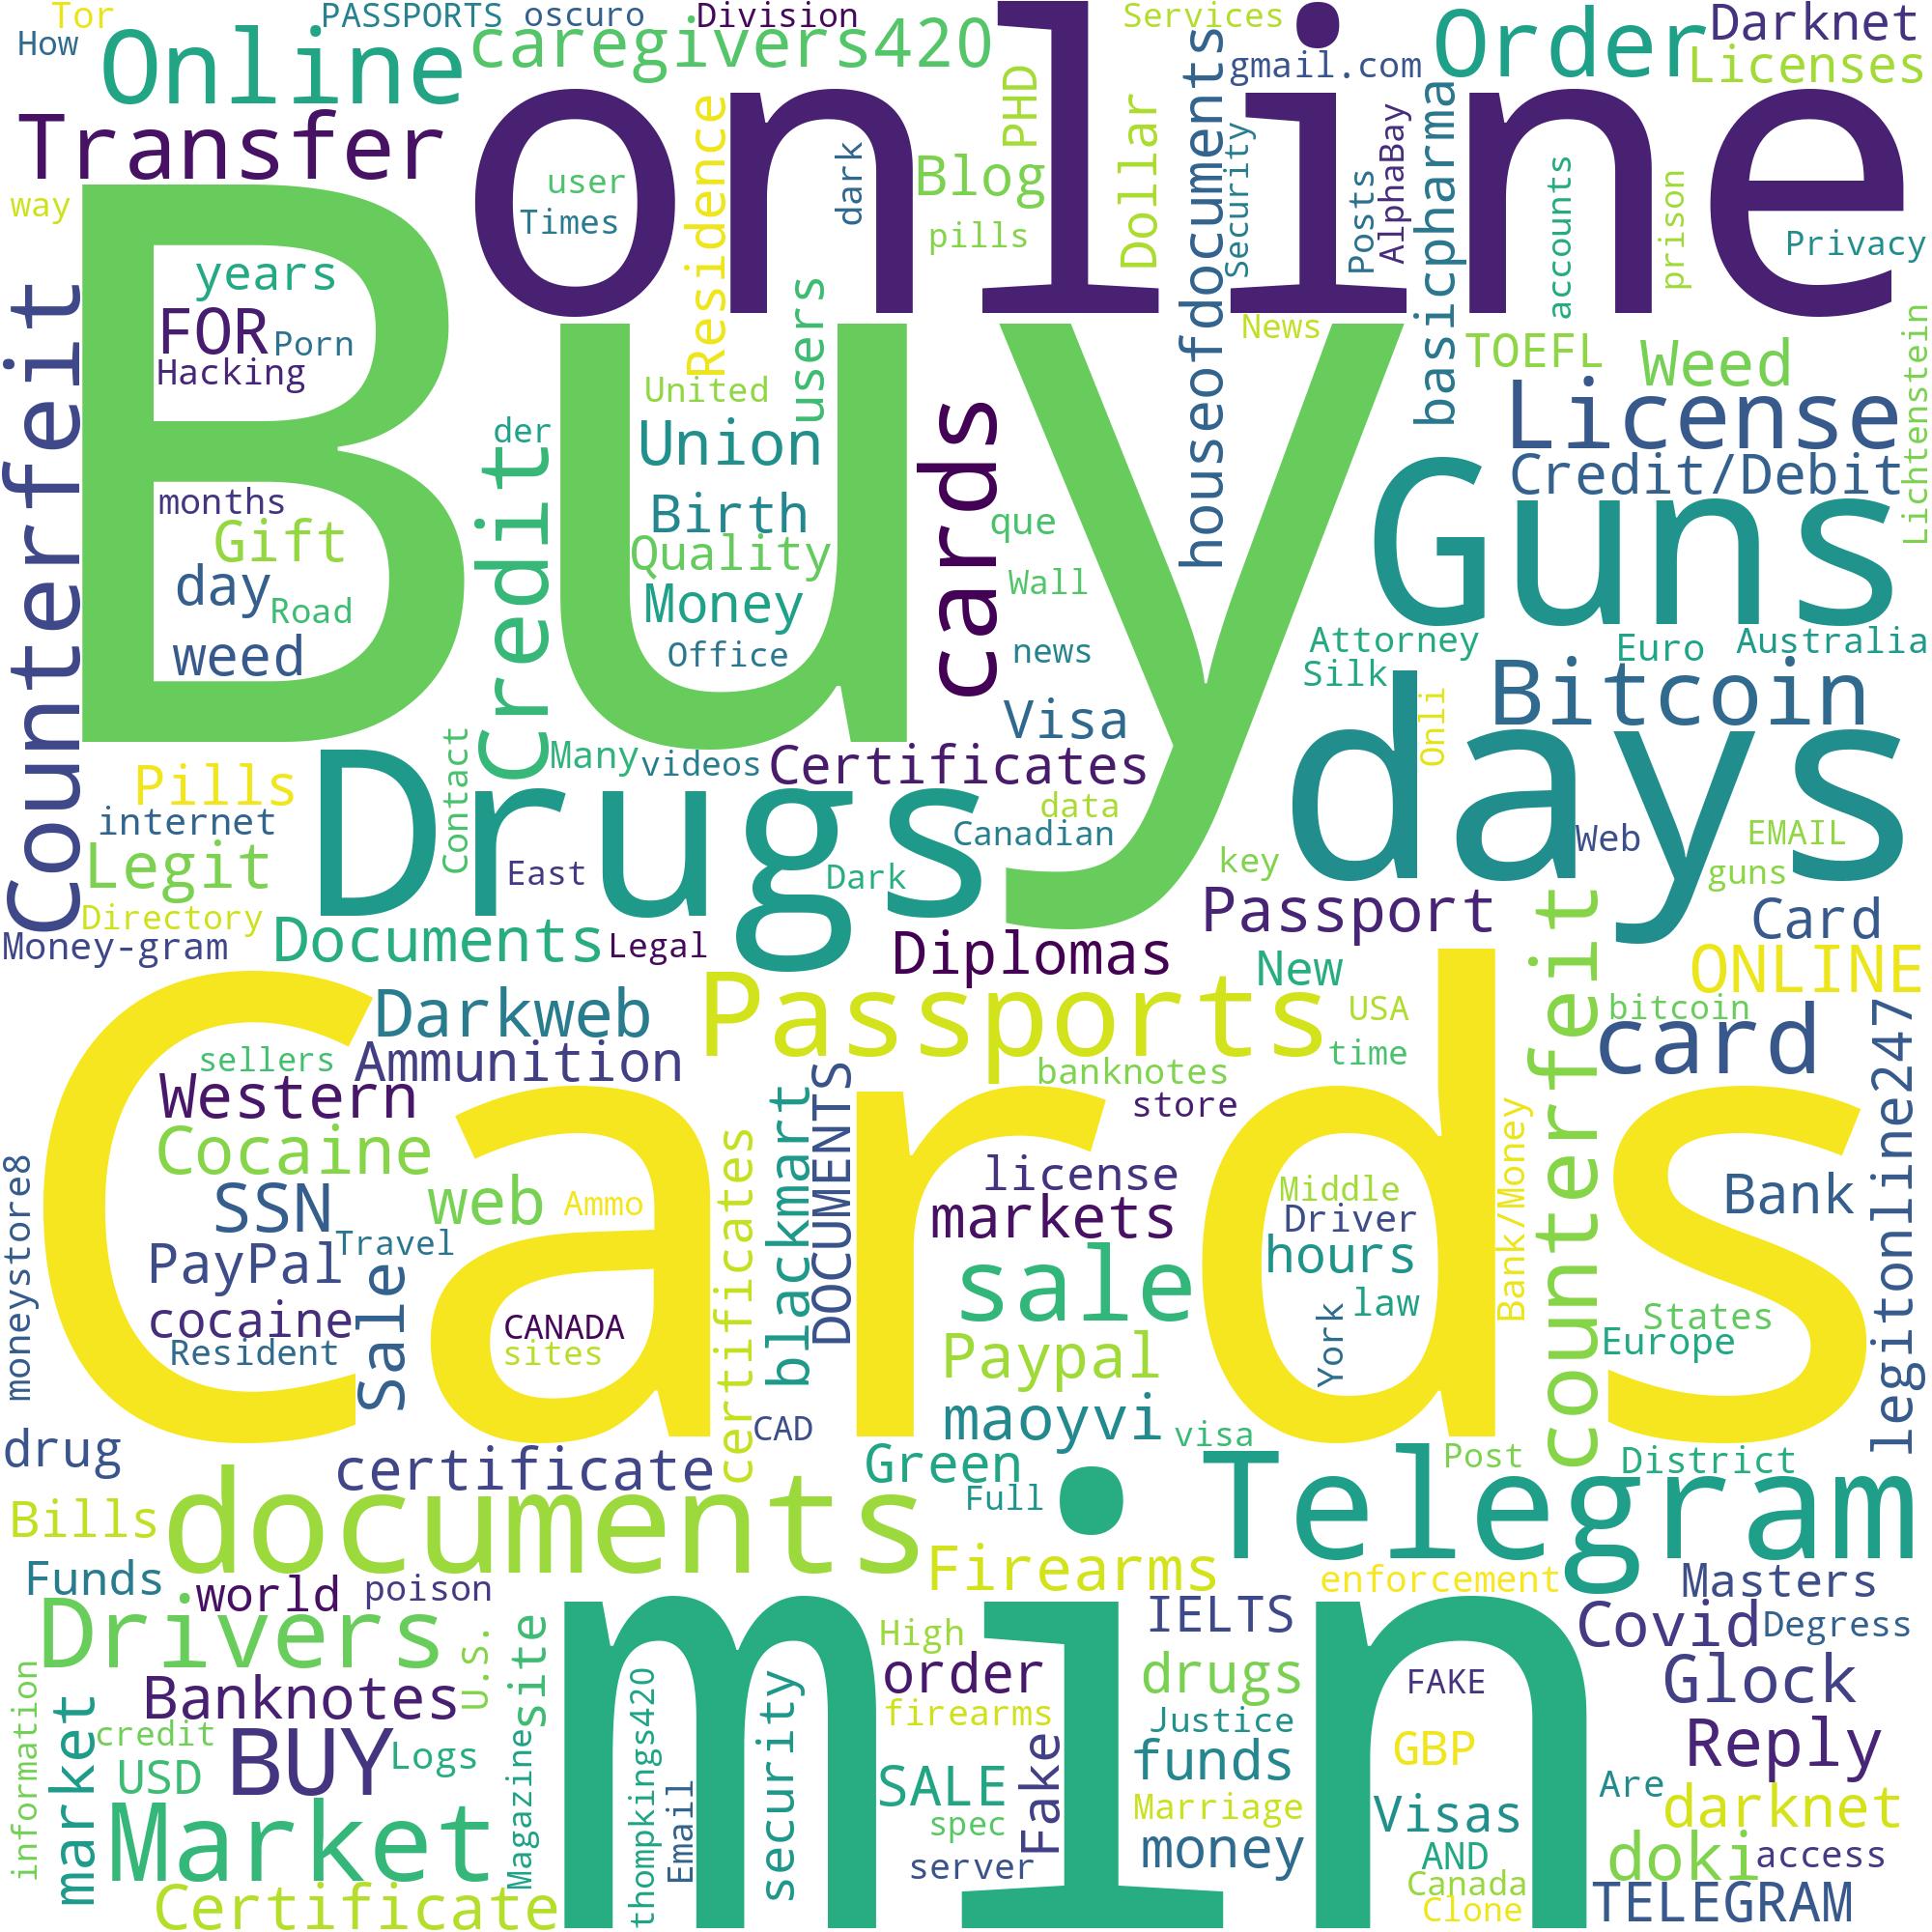 Tor
PASSPORTS
oscuro
Division
Services
Order
Darknet
How
Online
caregivers420
online
gmail.com
Licenses
Transfer
PHD
Dollar
houseofdocuments
Security
Posts
AlphaBay
basicpharma
accounts
prison
Privacy
way
user
Times
Residence
dark
Blog
pills
Buy
years
FOR
Porn
Hacking
users
United
News
TOEFL
Weed
Lichtenstein
Counterfeit
der
Union
cards
License
Credit/Debit
months
Gift
day
Road
weed
Credit
Birth
Quality
Money
Office
que
Wall
news
Guns
Attorney
Euro
Australia
Silk
Visa
Onli
Bitcoin
days
Pills
internet
Legit
Directory
Money-gram
Contact
Many
videos
Certificates
data
Canadian
Drugs
East
Dark
Web
EMAIL
key
guns
Documents
Legal
Diplomas
Passport
Card
New
ONLINE
Darkweb
Passports
USA
bitcoin
sellers
Ammunition
time
card
Western
banknotes
store
counterfeit
legitonline247
Cards
Cocaine
SSN
web
Ammo
certificates
blackmart
DOCUMENTS
license
markets
Middle
Driver
hours
Bank/Money
Bank
moneystore8
PayPal
Travel
sale
law
cocaine
Sale
CANADA
Resident
sites
Paypal
York
States
Europe
maoyvi
CAD
visa
drug
certificate
Green
Post
District
Full
Bills
documents
•
Telegram
Funds
world
poison
Firearms
enforcement
Masters
Drivers
U.S.
site
min
High
IELTS
Covid
Degress
information
market
Banknotes
order
drugs
FAKE
Glock
credit
firearms
Justice
USD
BUY
Logs
Magazine
thompkings420
Email
security
SALE
Fake
funds
GBP
Reply
Are
Marriage
Visas
darknet
spec
Market
server
money
AND
doki
access
Canada
Certificate
Clone
TELEGRAM